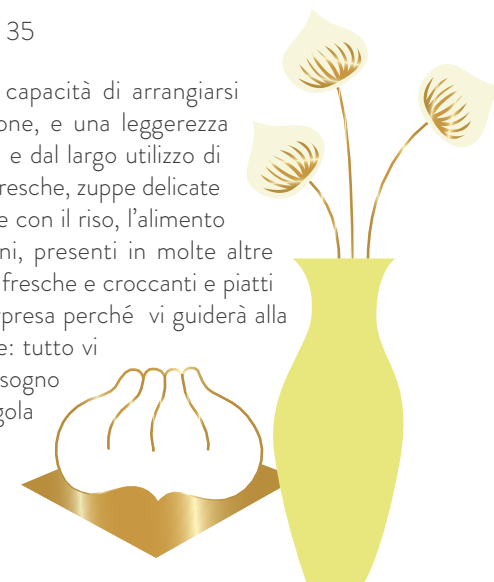 35
capacità di arrangiarsi
one, e una leggerezza
e dal largo utilizzo di
resche, zuppe delicate
e con il riso, l'alimento
ni, presenti in molte altre
fresche e croccanti e piatti
rpresa perché vi guiderà alla
e: tutto vi
sogno
gola